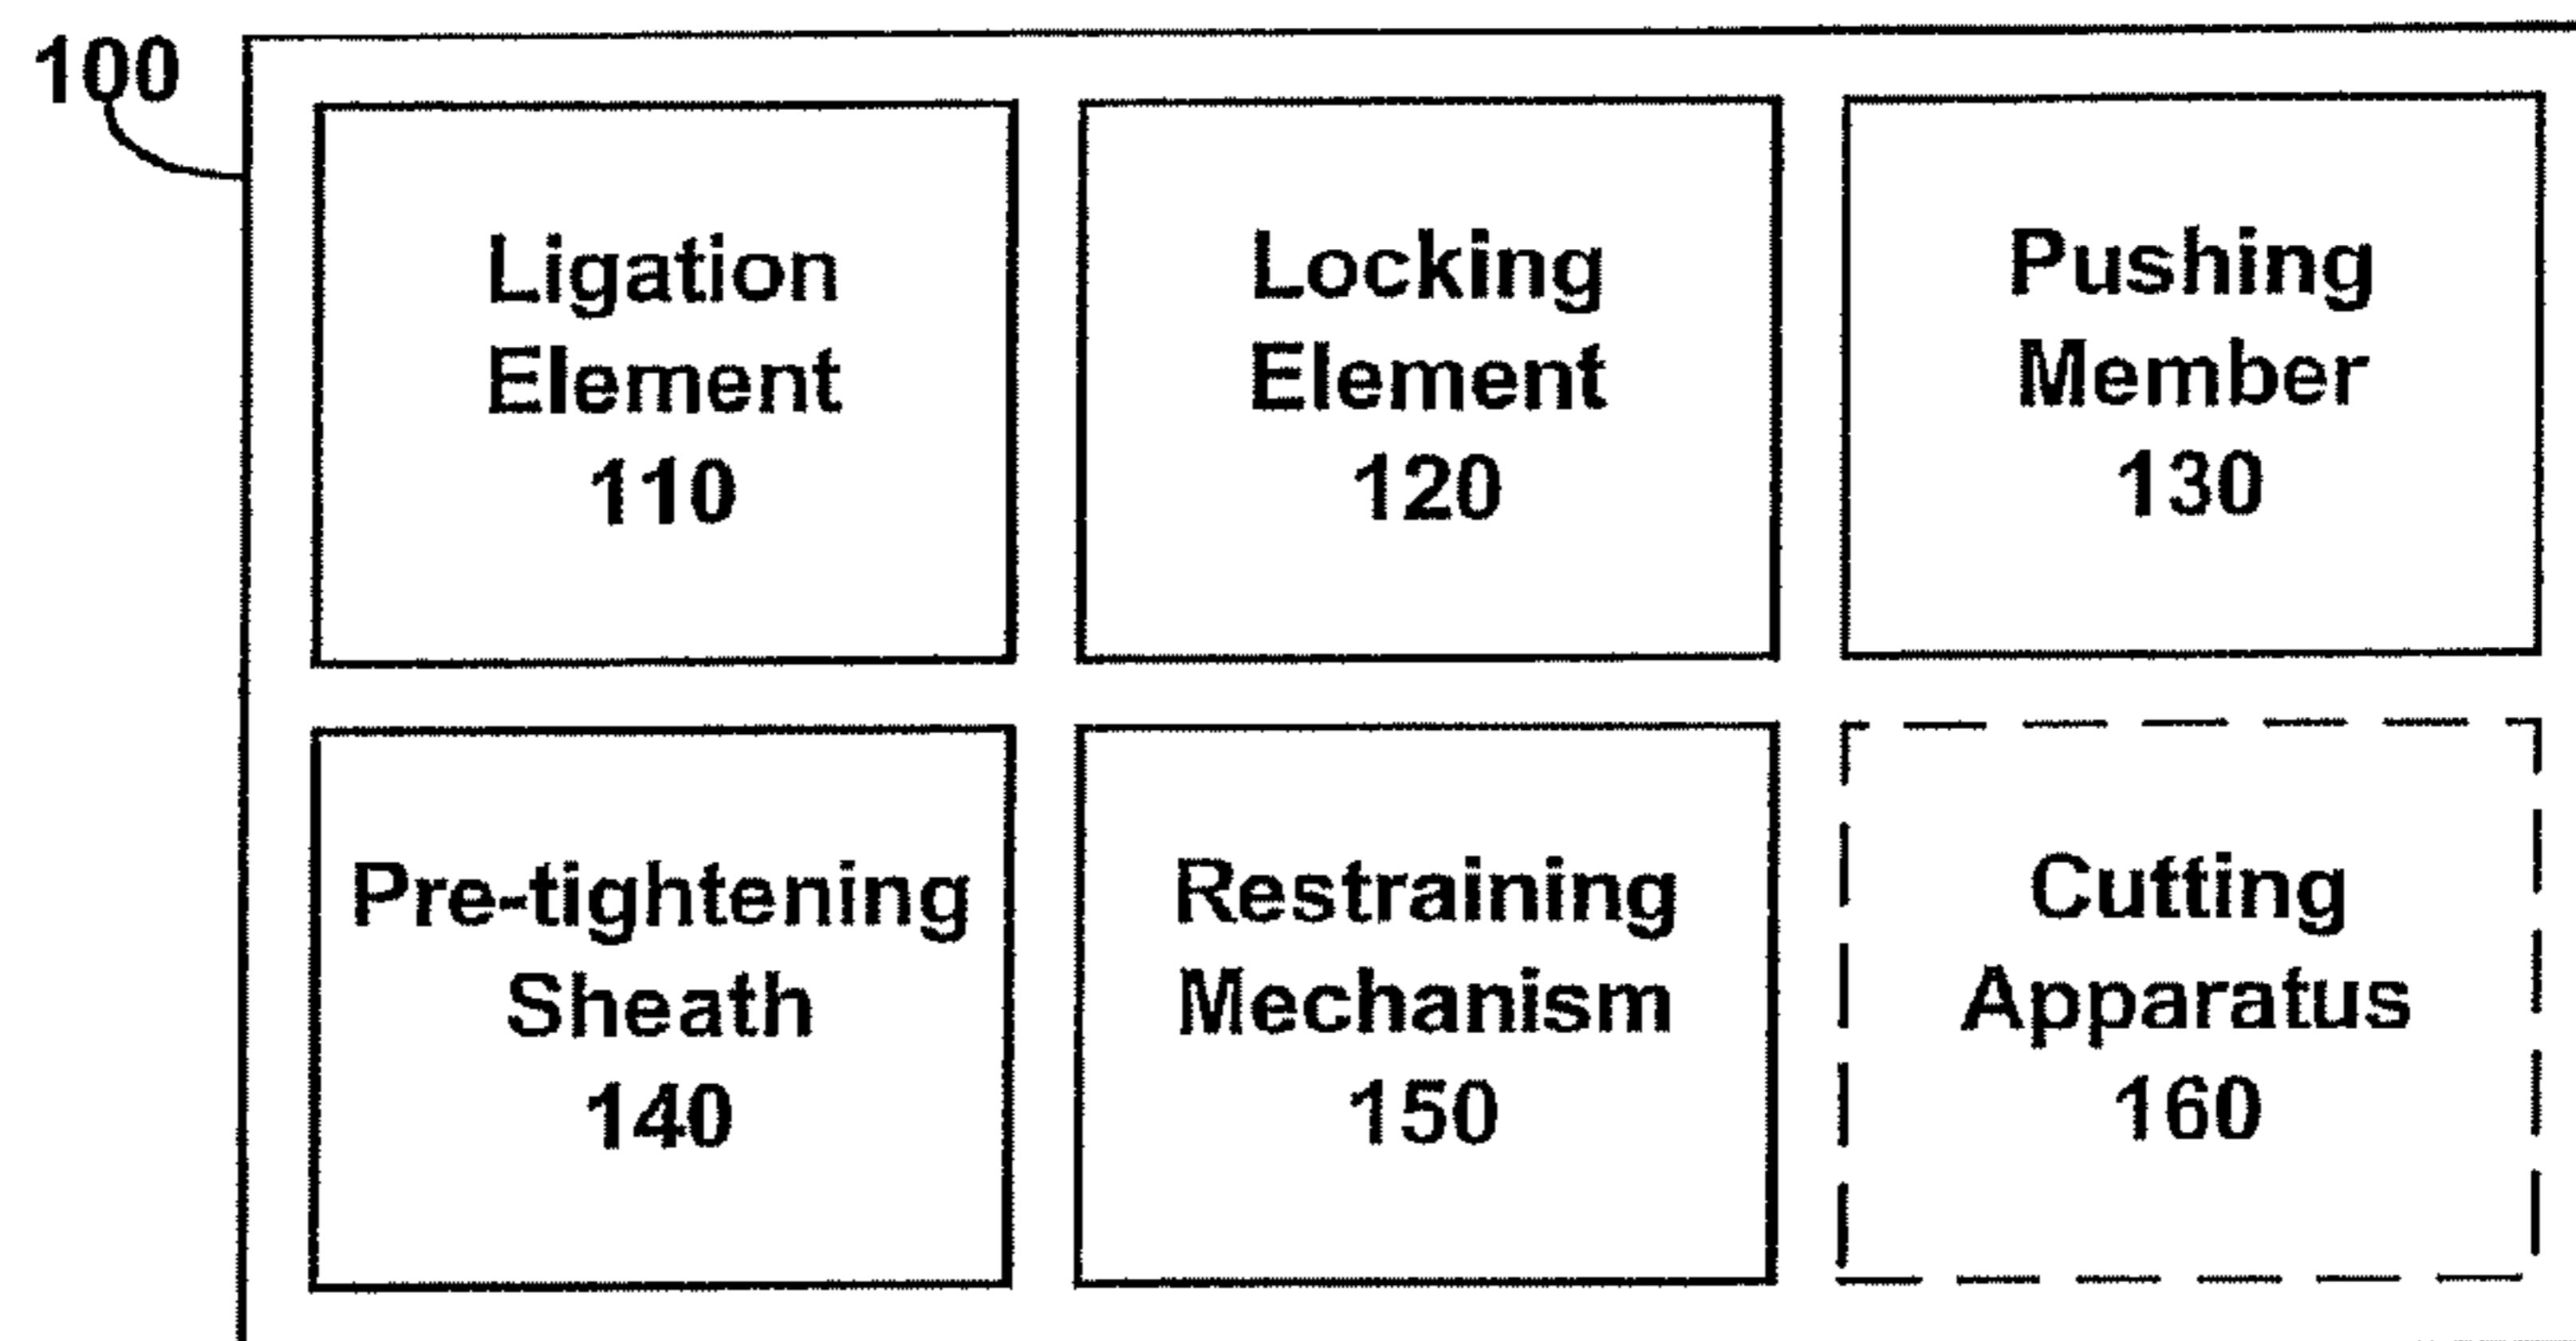 100
Ligation
Element
110
Locking
Element
120
Pushing
Member
130
Pre-tightening
Sheath
140
Restraining
Mechanism
150
Cutting
Apparatus
160